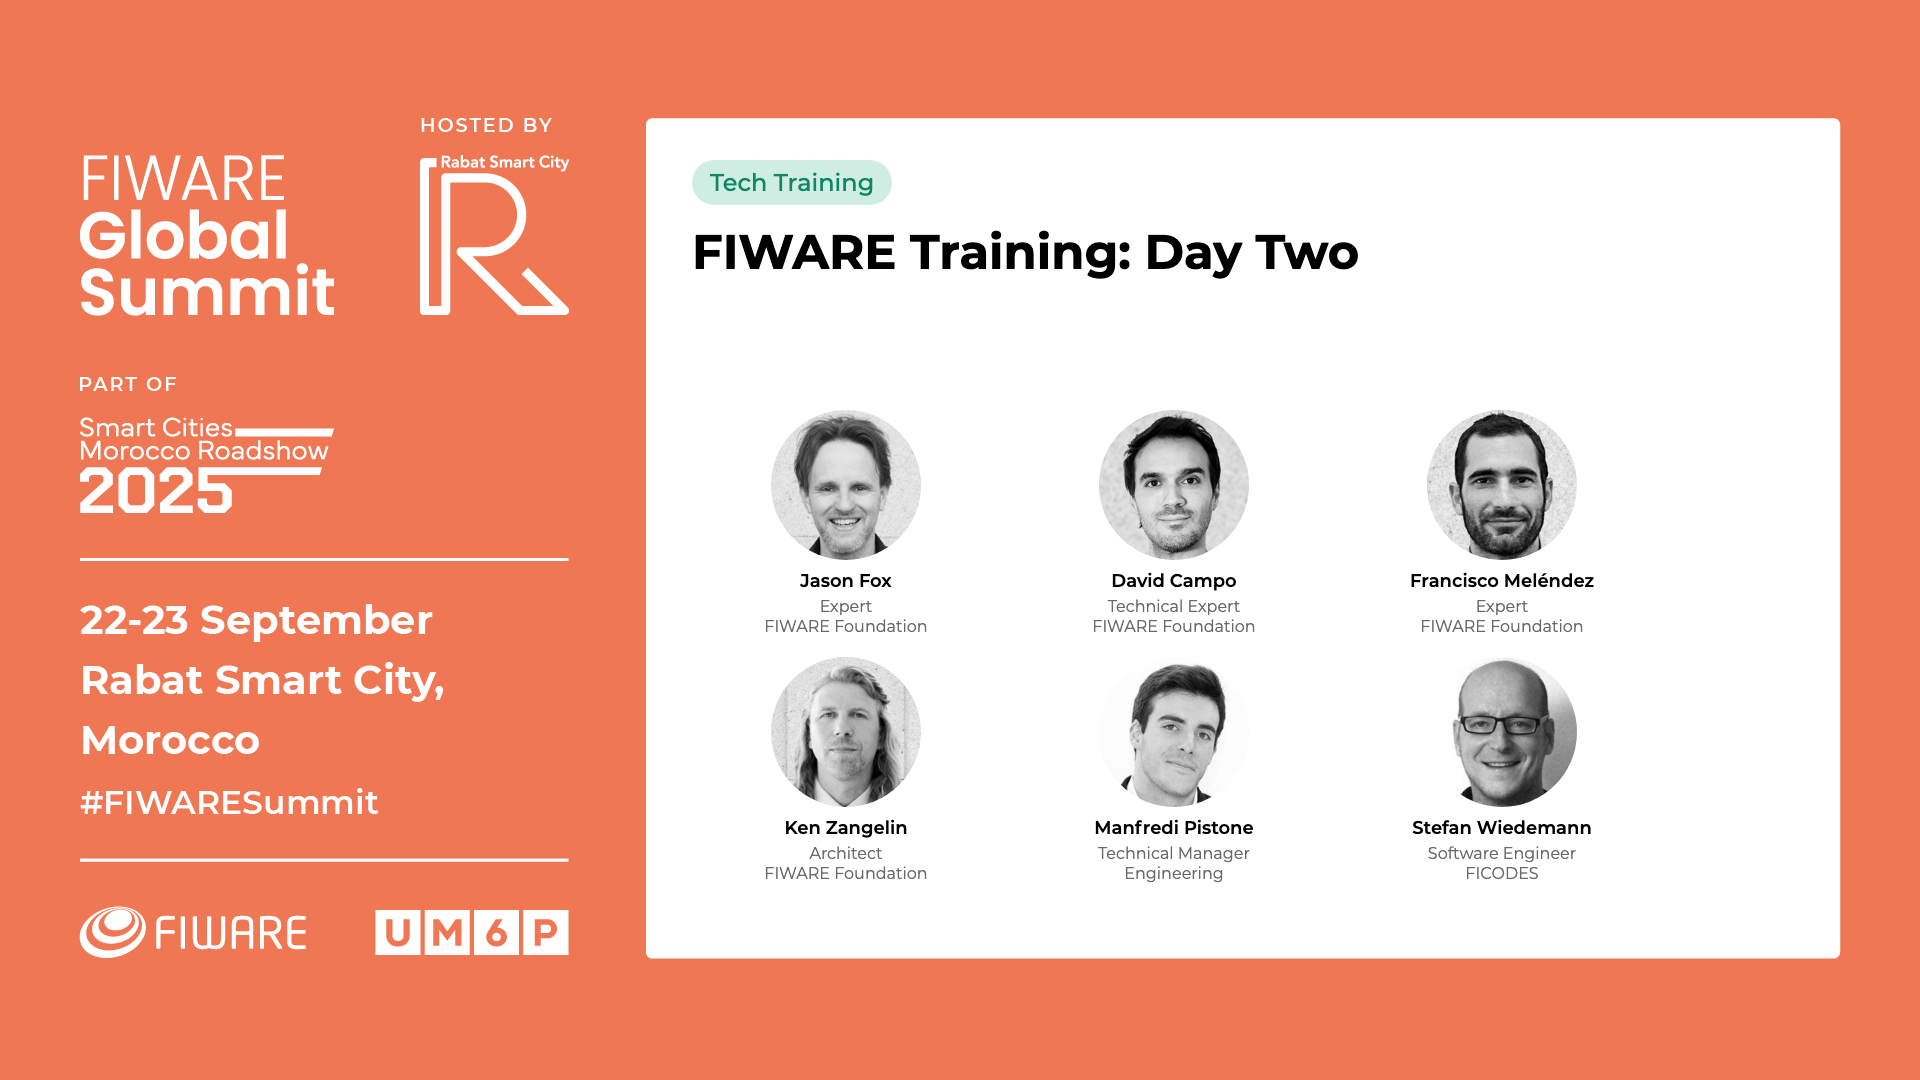 FIWARE
Global
Summit
HOSTED BY
Rabat Smart City
R
PART OF
Smart Cities
Morocco Roadshow
2025
22-23 September
Rabat Smart City,
Morocco
#FIWARESummit
FIWARE
UM6P
Tech Training
FIWARE Training: Day Two
Jason Fox
Expert
FIWARE Foundation
David Campo
Technical Expert
FIWARE Foundation
Francisco Meléndez
Expert
FIWARE Foundation
Ken Zangelin
Architect
FIWARE Foundation
Manfredi Pistone
Technical Manager
Engineering
Stefan Wiedemann
Software Engineer
FICODES